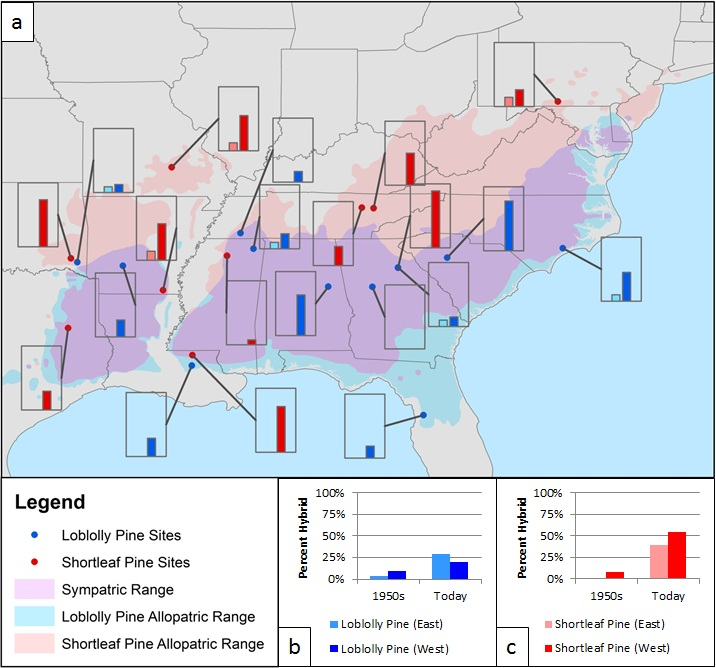 a
Legend
Loblolly Pine Sites
Shortleaf Pine Sites
Sympatric Range
Loblolly Pine Allopatric Range
Shortleaf Pine Allopatric Range
Percent Hybrid
100%
75%
50%
25%
0%
1950s Today
Loblolly Pine (East)
Loblolly Pine (West)
b
Percent Hybrid
100%
75%
50%
25%
0%
1950s Today
Shortleaf Pine (East)
Shortleaf Pine (West)
c